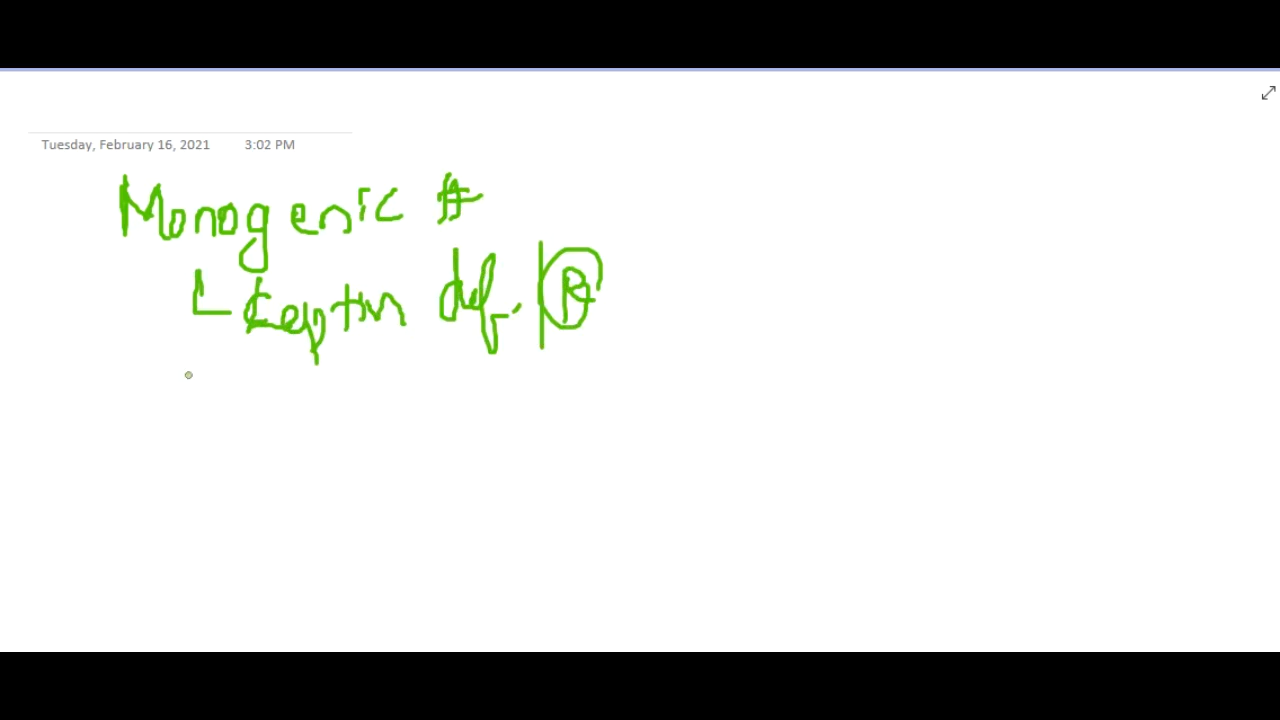 Tuesday, February 16, 2021 3:02 PM
Monogenic
Leptin def. | R